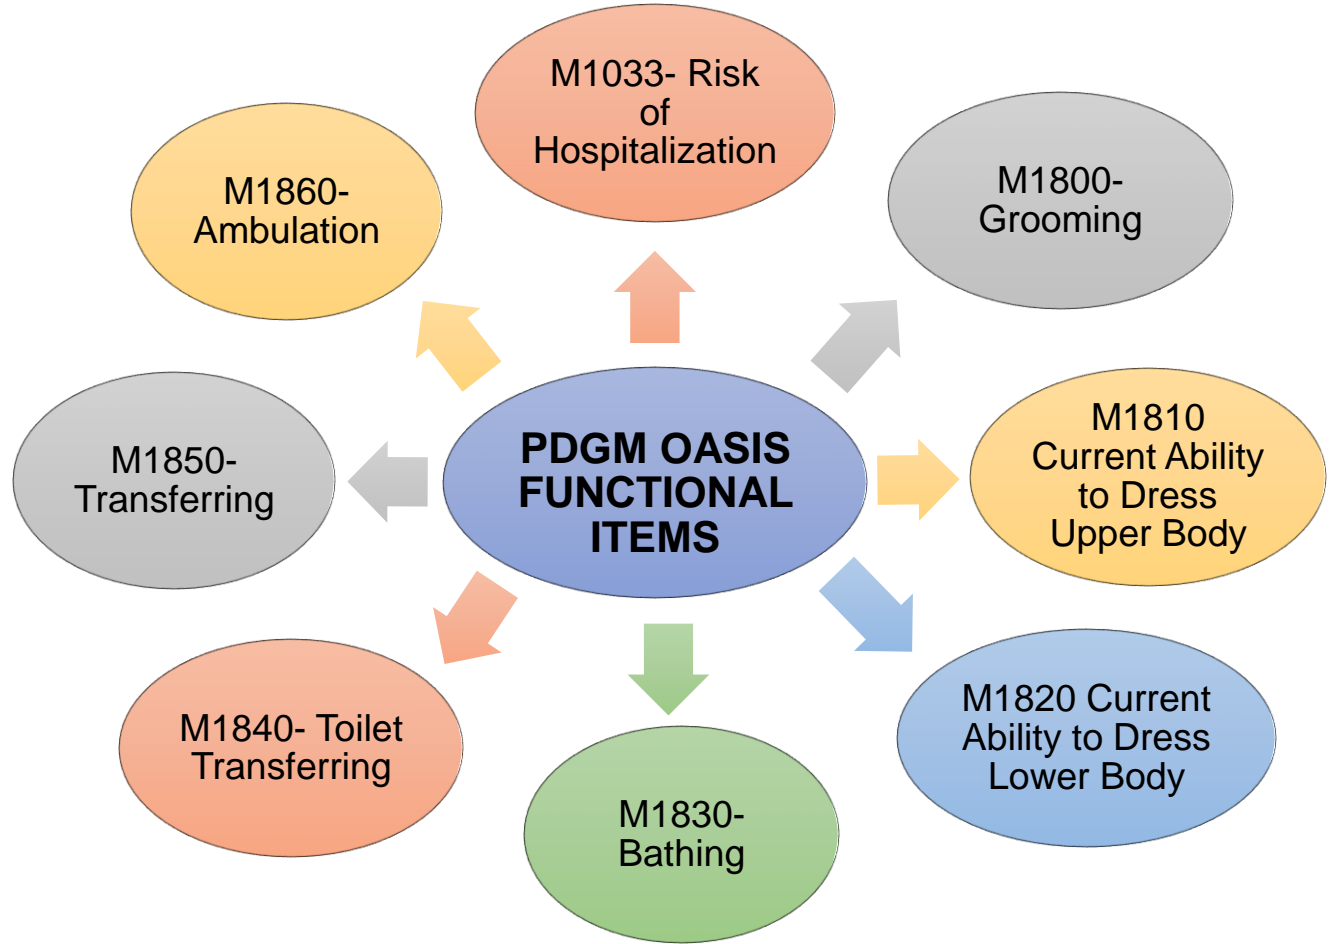 M1033- Risk
of
Hospitalization
M1800-
Grooming
M1860-
Ambulation
M1810
Current Ability
to Dress
Upper Body
PDGM OASIS
FUNCTIONAL
ITEMS
M1850-
Transferring
M1820 Current
Ability to Dress
Lower Body
M1840- Toilet
Transferring
M1830-
Bathing